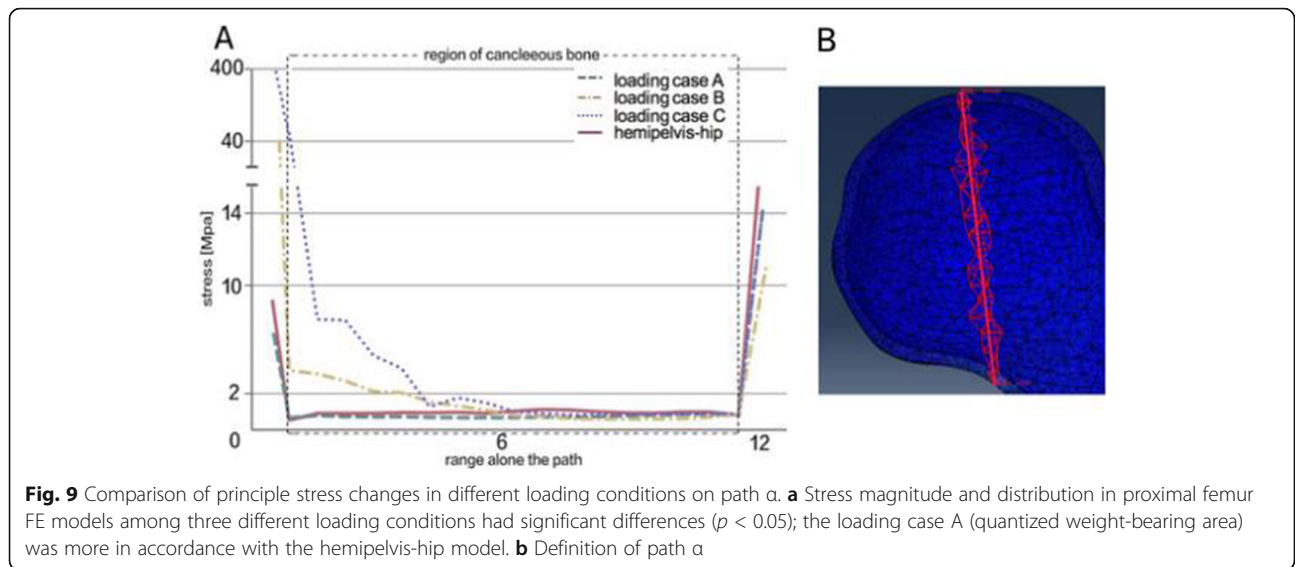 A
B
region of cancleeous bone
400
loading case A
loading case B
loading case C
hemipelvis-hip
40
14
10
2
0
6
12
stress [Mpa]
range alone the path
Fig. 9 Comparison of principle stress changes in different loading conditions on path α. a Stress magnitude and distribution in proximal femur
FE models among three different loading conditions had significant differences (p < 0.05); the loading case A (quantized weight-bearing area)
was more in accordance with the hemipelvis-hip model. b Definition of path α